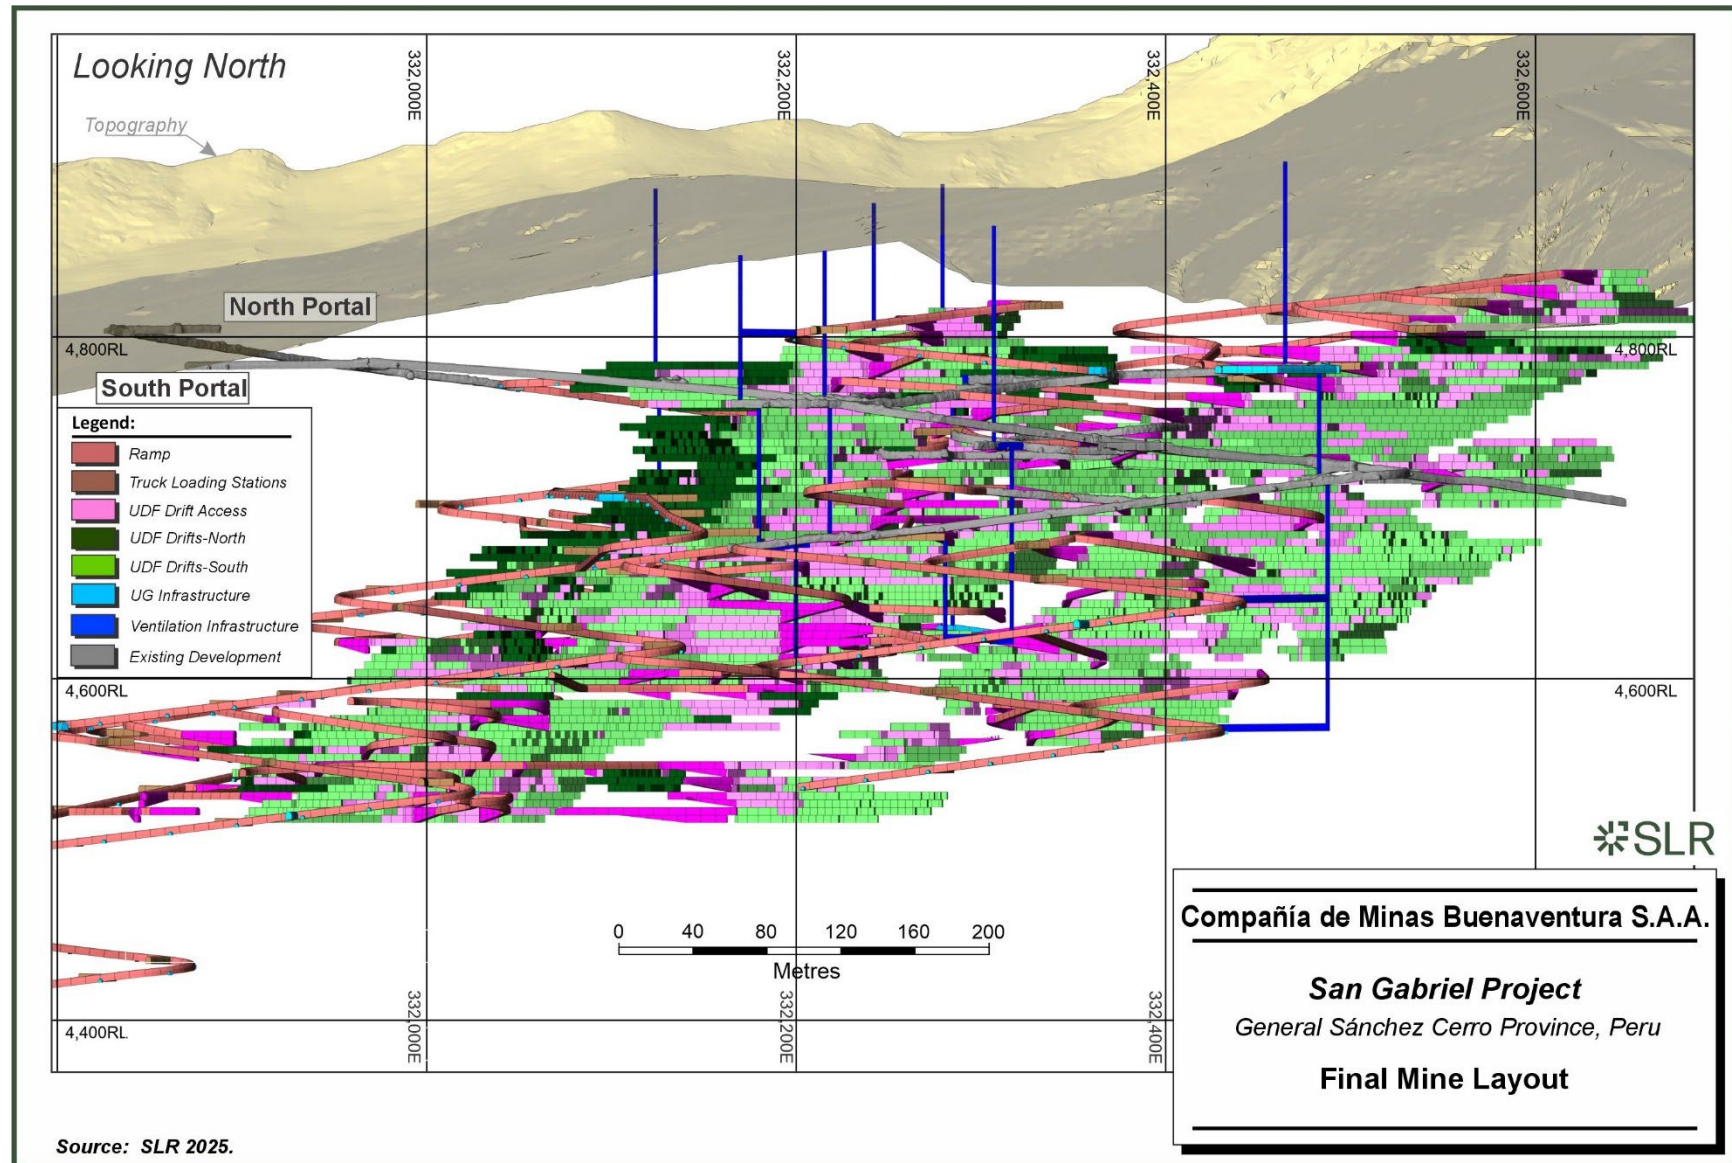 Looking North
Topography
332,000E
332,200E
332,400E
332,600E
North Portal
4,800RL
4,800RL
South Portal
Legend:
Ramp
Truck Loading Stations
UDF Drift Access
UDF Drifts-North
UDF Drifts-South
UG Infrastructure
Ventilation Infrastructure
Existing Development
4,600RL
4,600RL
SLR
0 40 80 120 160 200
Metres
Compañía de Minas Buenaventura S.A.A.
San Gabriel Project
General Sánchez Cerro Province, Peru
Final Mine Layout
4,400RL
332,000E
332,200E
332,400E
Source: SLR 2025.